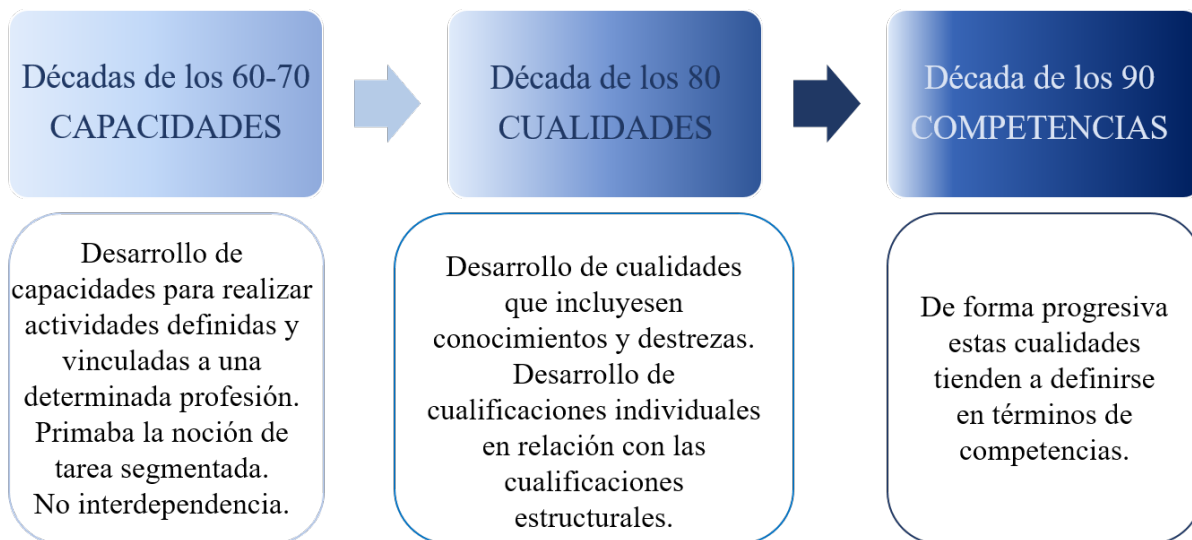 Décadas de los 60-70
CAPACIDADES
Década de los 80
CUALIDADES
Década de los 90
COMPETENCIAS
Desarrollo de
capacidades para realizar
actividades definidas y
vinculadas a una
determinada profesión.
Primaba la noción de
tarea segmentada.
No interdependencia.
Desarrollo de cualidades
que incluyesen
conocimientos y destrezas.
Desarrollo de
cualificaciones individuales
en relación con las
cualificaciones
estructurales.
De forma progresiva
estas cualidades
tienden a definirse
en términos de
competencias.